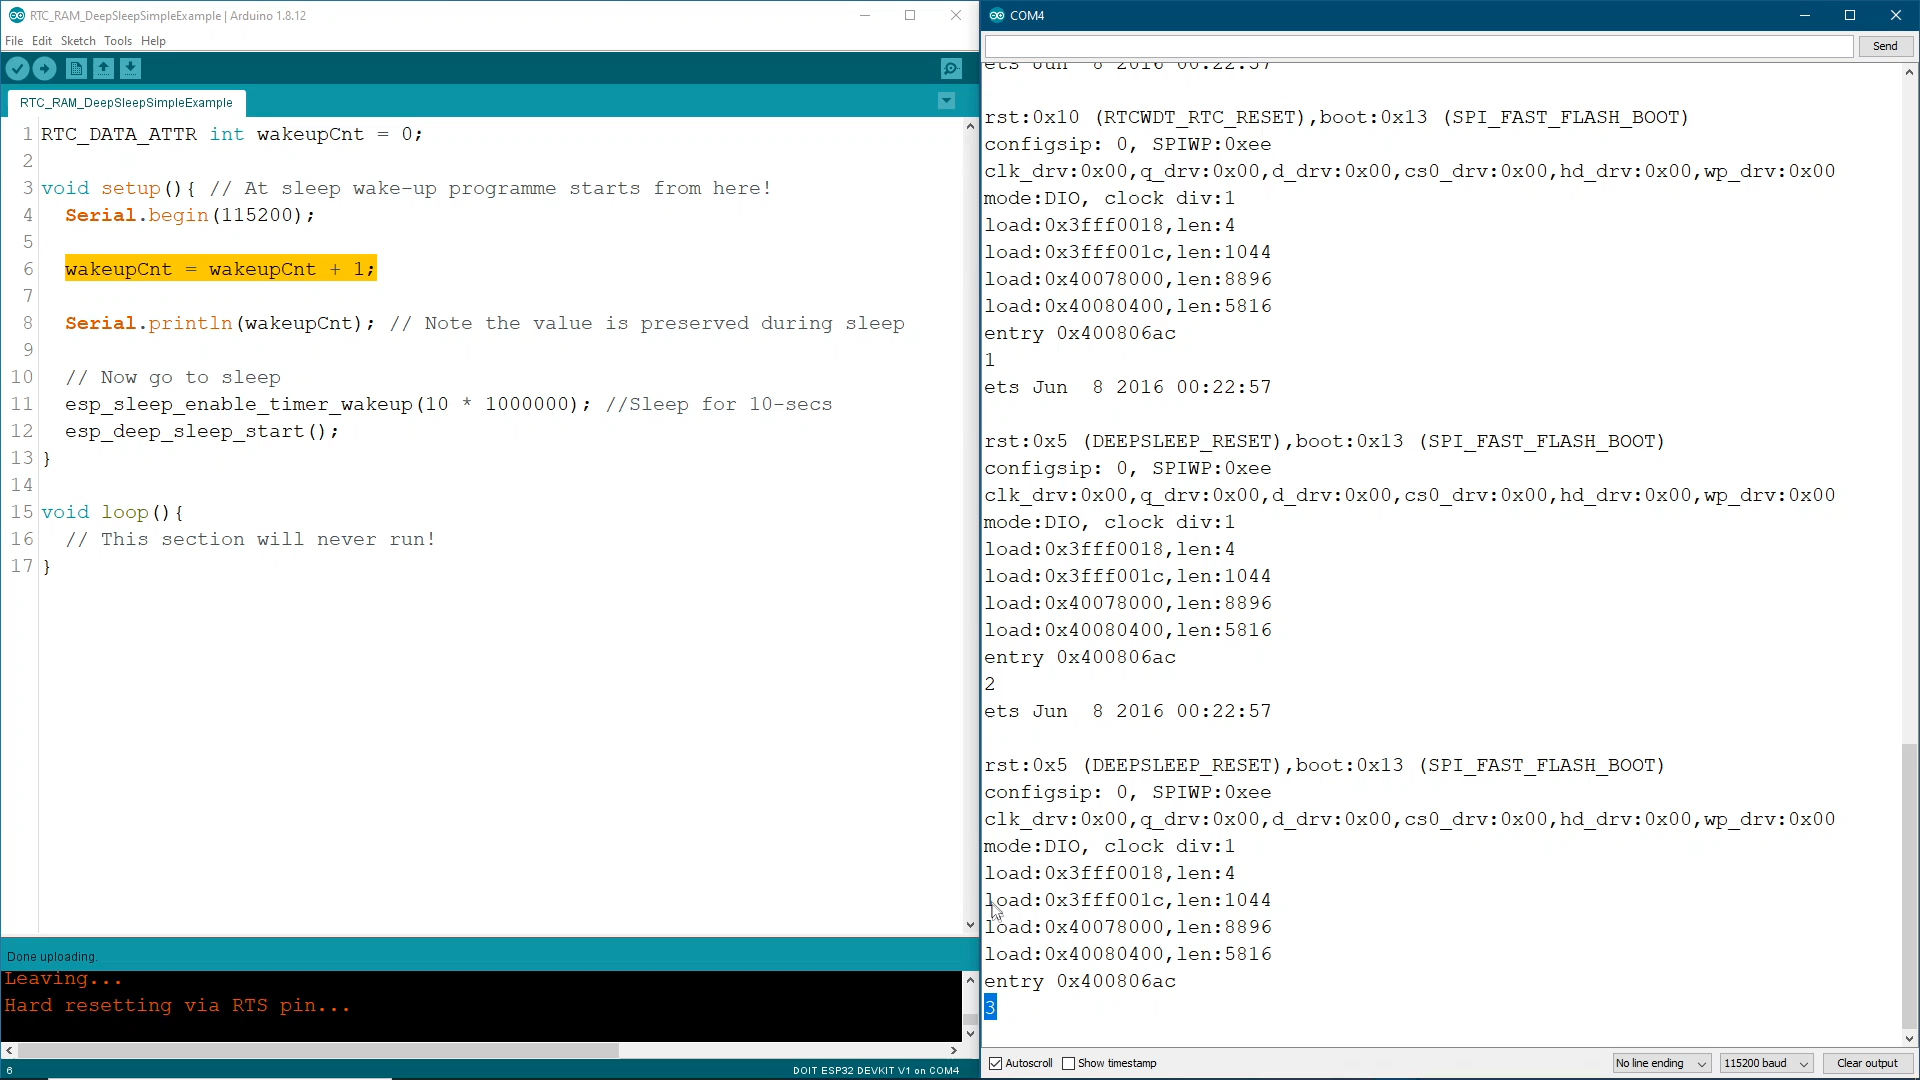 RTC_RAM_DeepSleepSimpleExample | Arduino 1.8.12
File Edit Sketch Tools Help
RTC_RAM_DeepSleepSimpleExample
1 RTC_DATA_ATTR int wakeupCnt = 0;
2
3 void setup(){ // At sleep wake-up programme starts from here!
4 Serial.begin(115200);
5
6 wakeupCnt = wakeupCnt + 1;
7
8 Serial.println(wakeupCnt); // Note the value is preserved during sleep
9
10 // Now go to sleep
11 esp_sleep_enable_timer_wakeup(10 * 1000000); //Sleep for 10-secs
12 esp_deep_sleep_start();
13 }
14
15 void loop(){
16 // This section will never run!
17 }
Done uploading.
Leaving...
Hard resetting via RTS pin...
6
DOIT ESP32 DEVKIT V1 on COM4
COM4
Send
ets Jun  8 2016 00:22:57
rst:0x10 (RTCWDT_RTC_RESET),boot:0x13 (SPI_FAST_FLASH_BOOT)
configsip: 0, SPIWP:0xee
clk_drv:0x00,q_drv:0x00,d_drv:0x00,cs0_drv:0x00,hd_drv:0x00,wp_drv:0x00
mode:DIO, clock div:1
load:0x3fff0018,len:4
load:0x3fff001c,len:1044
load:0x40078000,len:8896
load:0x40080400,len:5816
entry 0x400806ac
1
ets Jun  8 2016 00:22:57
rst:0x5 (DEEPSLEEP_RESET),boot:0x13 (SPI_FAST_FLASH_BOOT)
configsip: 0, SPIWP:0xee
clk_drv:0x00,q_drv:0x00,d_drv:0x00,cs0_drv:0x00,hd_drv:0x00,wp_drv:0x00
mode:DIO, clock div:1
load:0x3fff0018,len:4
load:0x3fff001c,len:1044
load:0x40078000,len:8896
load:0x40080400,len:5816
entry 0x400806ac
2
ets Jun  8 2016 00:22:57
rst:0x5 (DEEPSLEEP_RESET),boot:0x13 (SPI_FAST_FLASH_BOOT)
configsip: 0, SPIWP:0xee
clk_drv:0x00,q_drv:0x00,d_drv:0x00,cs0_drv:0x00,hd_drv:0x00,wp_drv:0x00
mode:DIO, clock div:1
load:0x3fff0018,len:4
load:0x3fff001c,len:1044
load:0x40078000,len:8896
load:0x40080400,len:5816
entry 0x400806ac
3
Autoscroll Show timestamp
No line ending
115200 baud
Clear output